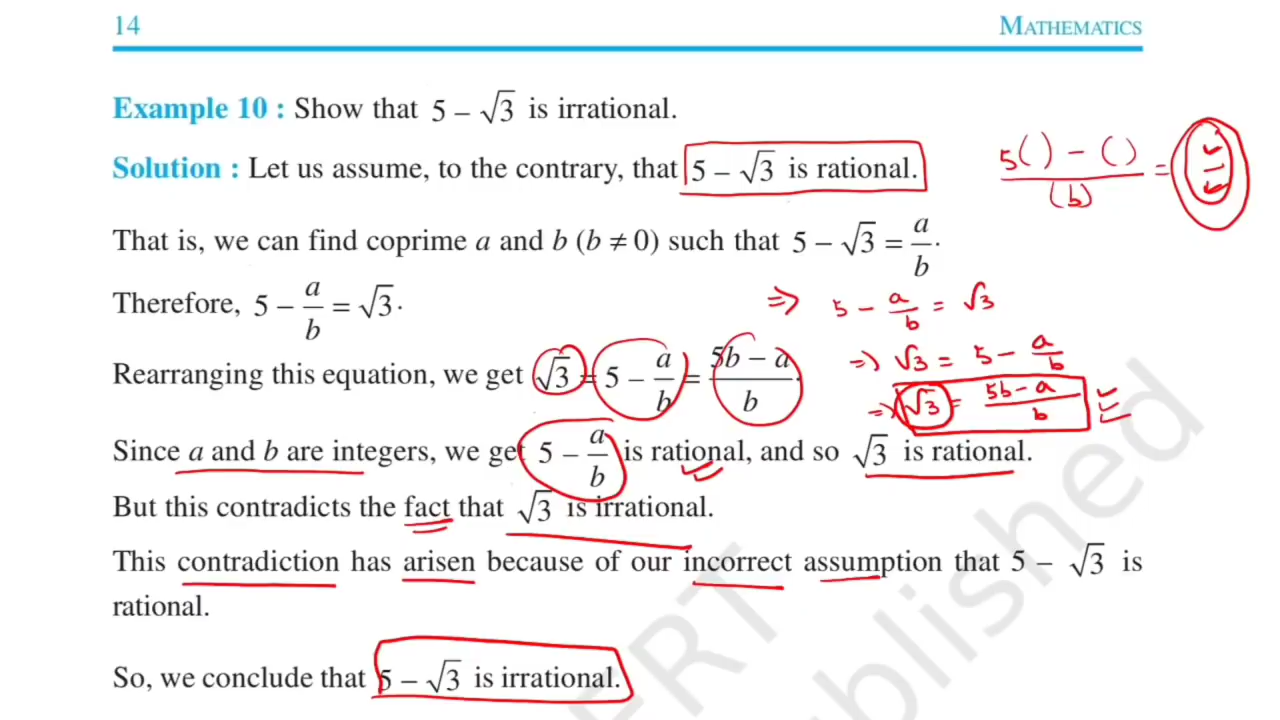 14 MATHEMATICS
Example 10 : Show that 5 – √3 is irrational.
Solution : Let us assume, to the contrary, that 5 – √3 is rational.
5( ) – ( ) / (b) =
That is, we can find coprime a and b (b ≠ 0) such that 5 – √3 = a/b.
Therefore, 5 – a/b = √3.
⇒ 5 – a/b = √3
Rearranging this equation, we get √3 = 5 – a/b = 5b – a / b.
⇒ √3 = 5 – a/b
⇒ √3 = 5b – a / b
Since a and b are integers, we get 5 – a/b is rational, and so √3 is rational.
But this contradicts the fact that √3 is irrational.
This contradiction has arisen because of our incorrect assumption that 5 – √3 is
rational.
So, we conclude that 5 – √3 is irrational.